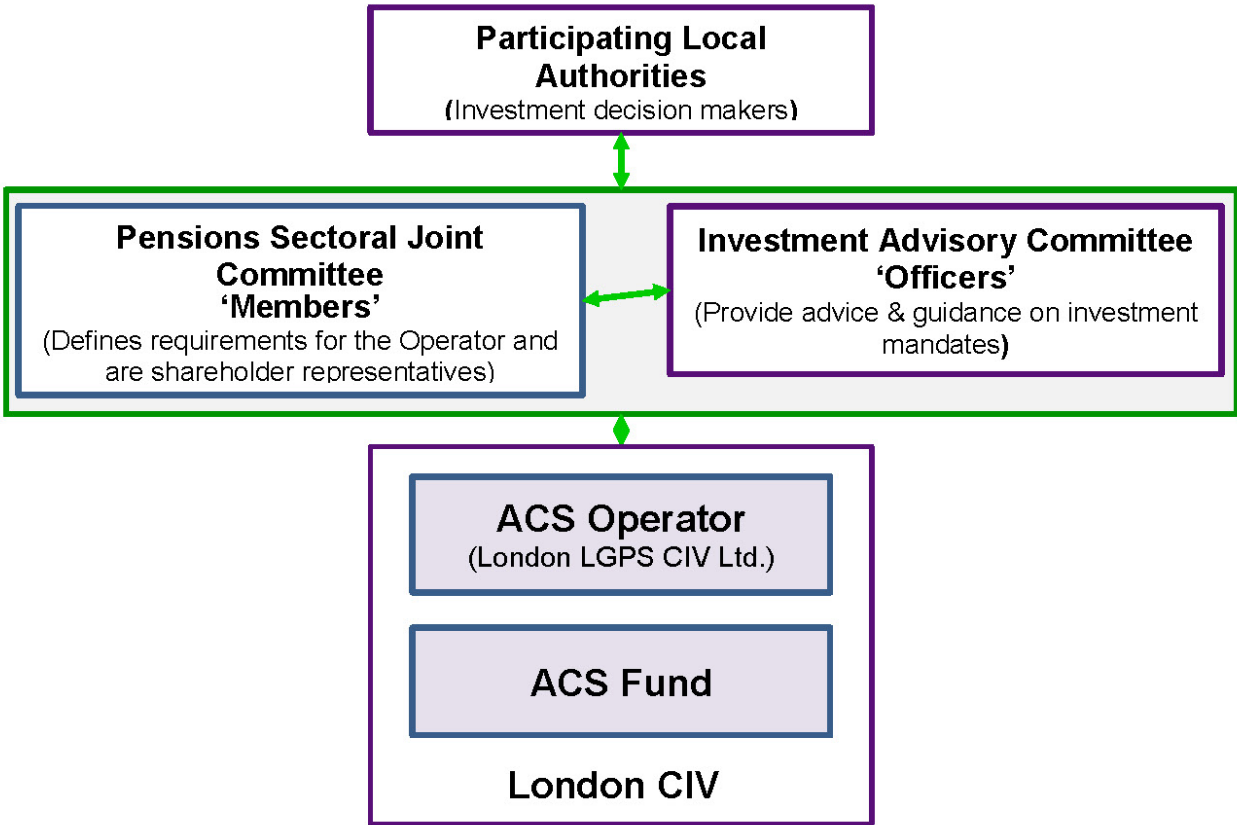 Participating Local
Authorities
(Investment decision makers)
Pensions Sectoral Joint
Committee
‘Members’
(Defines requirements for the Operator and
are shareholder representatives)
Investment Advisory Committee
‘Officers’
(Provide advice & guidance on investment
mandates)
ACS Operator
(London LGPS CIV Ltd.)
ACS Fund
London CIV